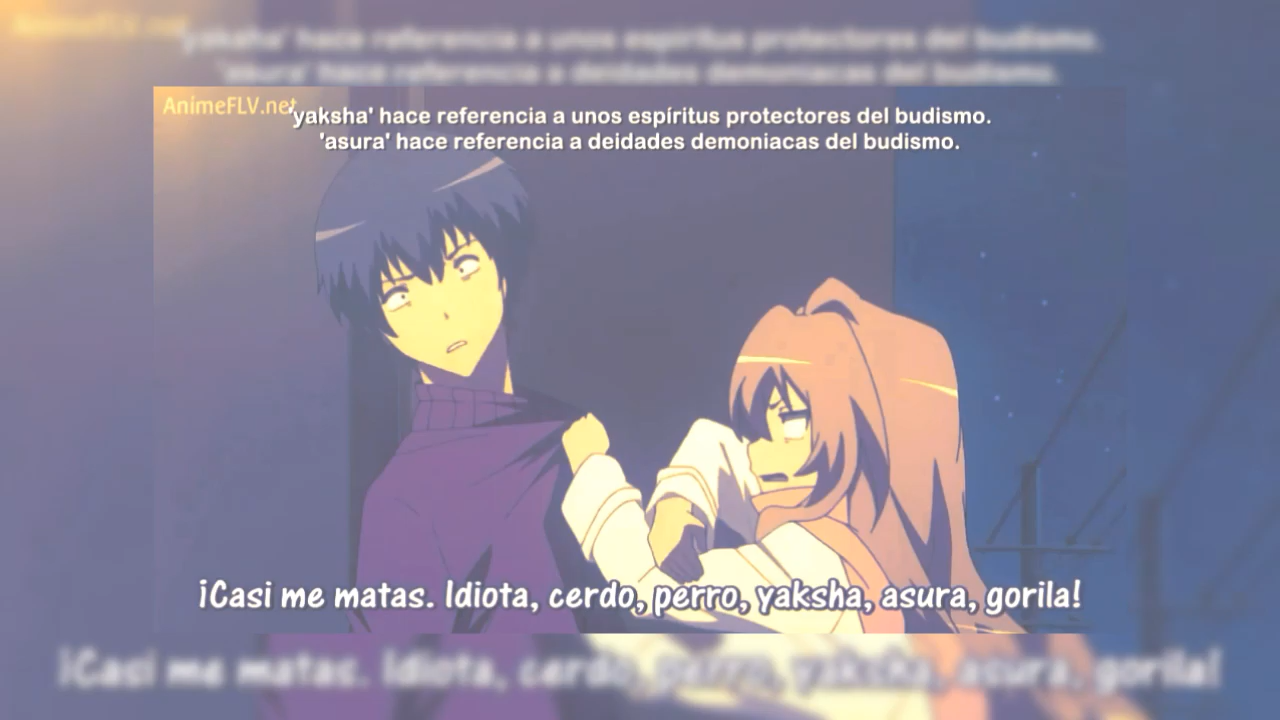 AnimeFLV.net
'yaksha' hace referencia a unos espíritus protectores del budismo.
'asura' hace referencia a deidades demoniacas del budismo.
¡Casi me matas. Idiota, cerdo, perro, yaksha, asura, gorila!